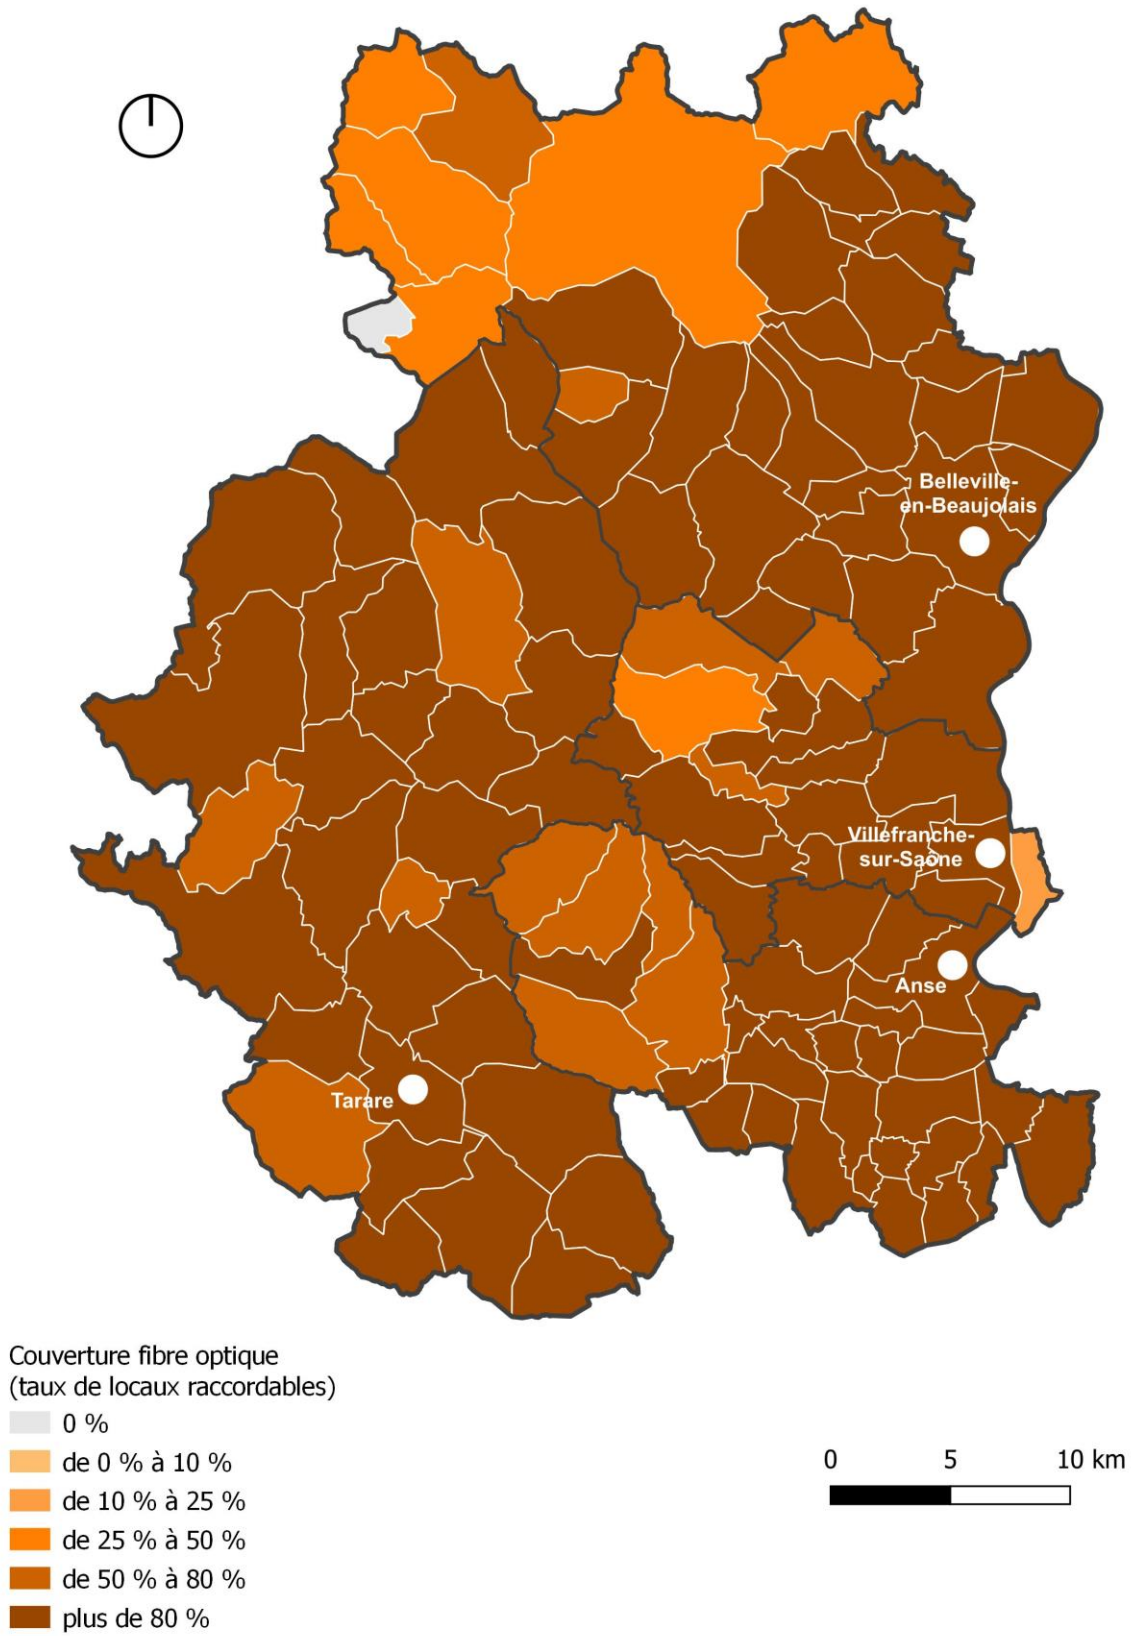 Belleville-
en-Beaujolais
Villefranche-
sur-Saône
Anse
Tarare
Couverture fibre optique
(taux de locaux raccordables)
0 %
de 0 % à 10 %
de 10 % à 25 %
de 25 % à 50 %
de 50 % à 80 %
plus de 80 %
0 5 10 km